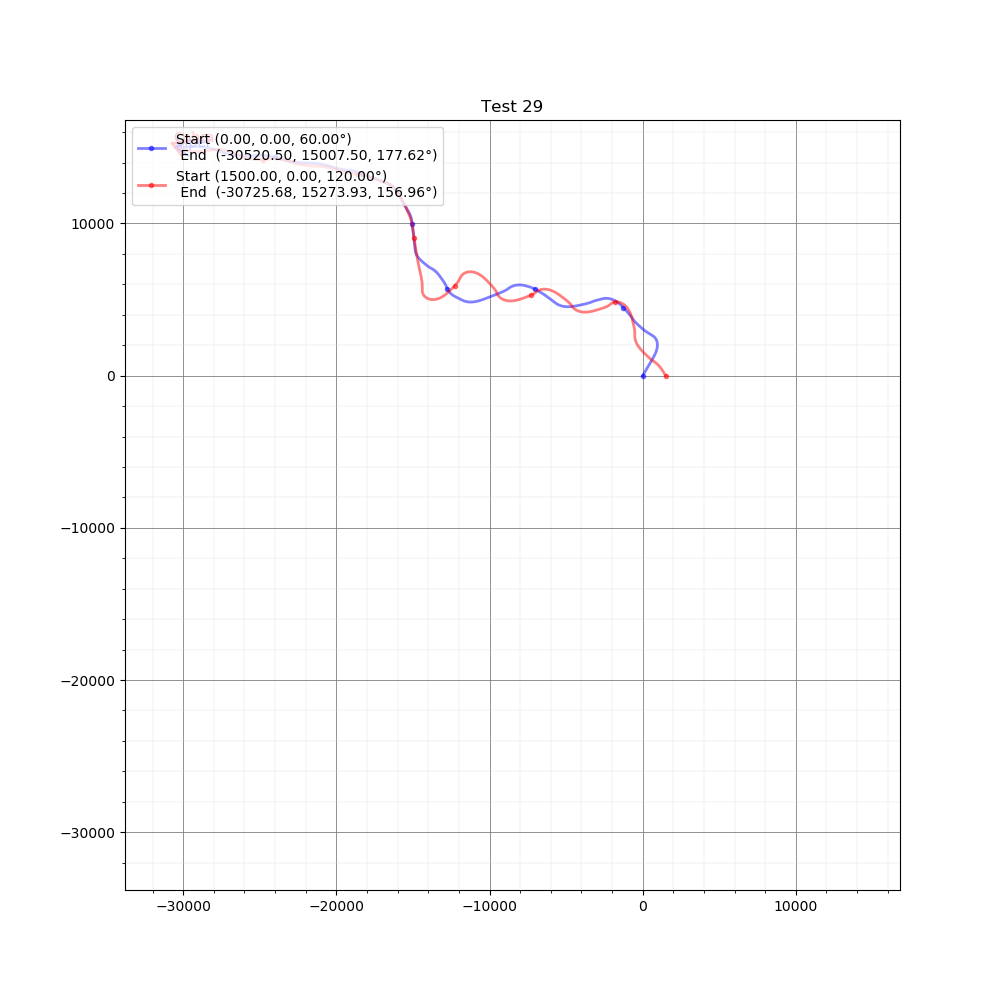 Test 29
Start (0.00, 0.00, 60.00°)
End (-30520.50, 15007.50, 177.62°)
Start (1500.00, 0.00, 120.00°)
End (-30725.68, 15273.93, 156.96°)
10000
0
−10000
−20000
−30000
−30000 −20000 −10000 0 10000